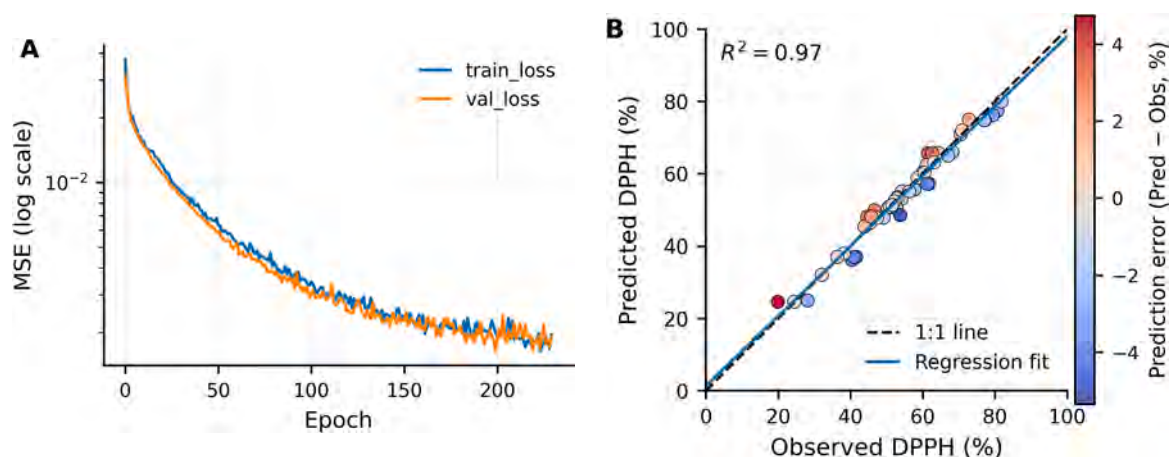 A
train_loss
val_loss
10⁻²
MSE (log scale)
0 50 100 150 200
Epoch
B
R² = 0.97
100
80
60
40
20
0
Predicted DPPH (%)
1:1 line
Regression fit
0 20 40 60 80 100
Observed DPPH (%)
4
2
0
−2
−4
Prediction error (Pred − Obs, %)